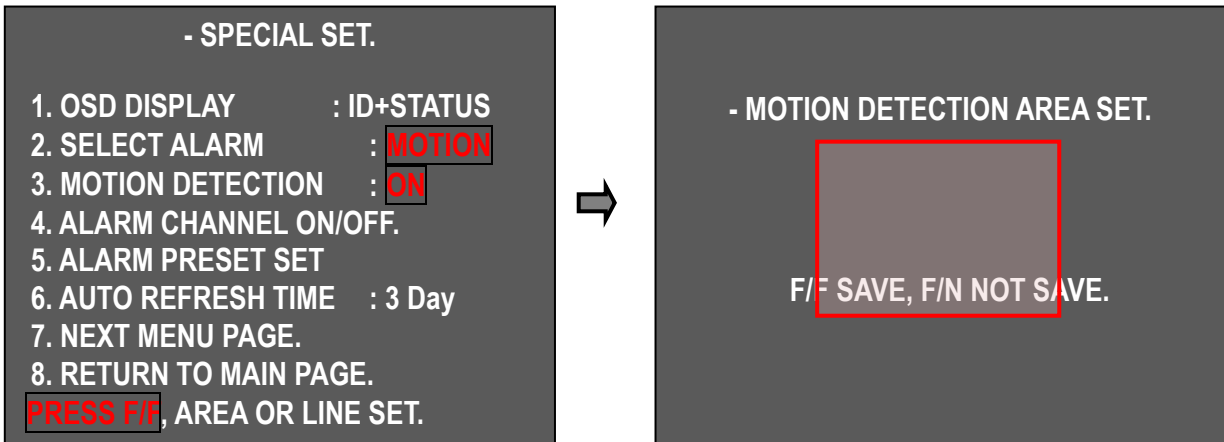 - SPECIAL SET.
1. OSD DISPLAY : ID+STATUS
2. SELECT ALARM : MOTION
3. MOTION DETECTION : ON
4. ALARM CHANNEL ON/OFF.
5. ALARM PRESET SET
6. AUTO REFRESH TIME : 3 Day
7. NEXT MENU PAGE.
8. RETURN TO MAIN PAGE.
PRESS F/F, AREA OR LINE SET.
- MOTION DETECTION AREA SET.
F/F SAVE, F/N NOT SAVE.